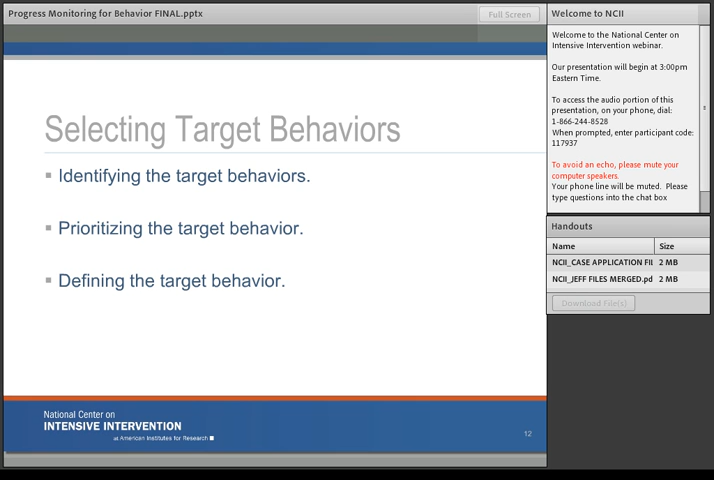 Progress Monitoring for Behavior FINAL.pptx
Full Screen
Selecting Target Behaviors
Identifying the target behaviors.
Prioritizing the target behavior.
Defining the target behavior.
National Center on
INTENSIVE INTERVENTION
at American Institutes for Research
12
Welcome to NCII
Welcome to the National Center on
Intensive Intervention webinar.
Our presentation will begin at 3:00pm
Eastern Time.
To access the audio portion of this
presentation, on your phone, dial:
1-866-244-8528
When prompted, enter participant code:
117937
To avoid an echo, please mute your
computer speakers.
Your phone line will be muted. Please
type questions into the chat box
Handouts
Name Size
NCII_CASE APPLICATION FII 2 MB
NCII_JEFF FILES MERGED.pd 2 MB
Download File(s)